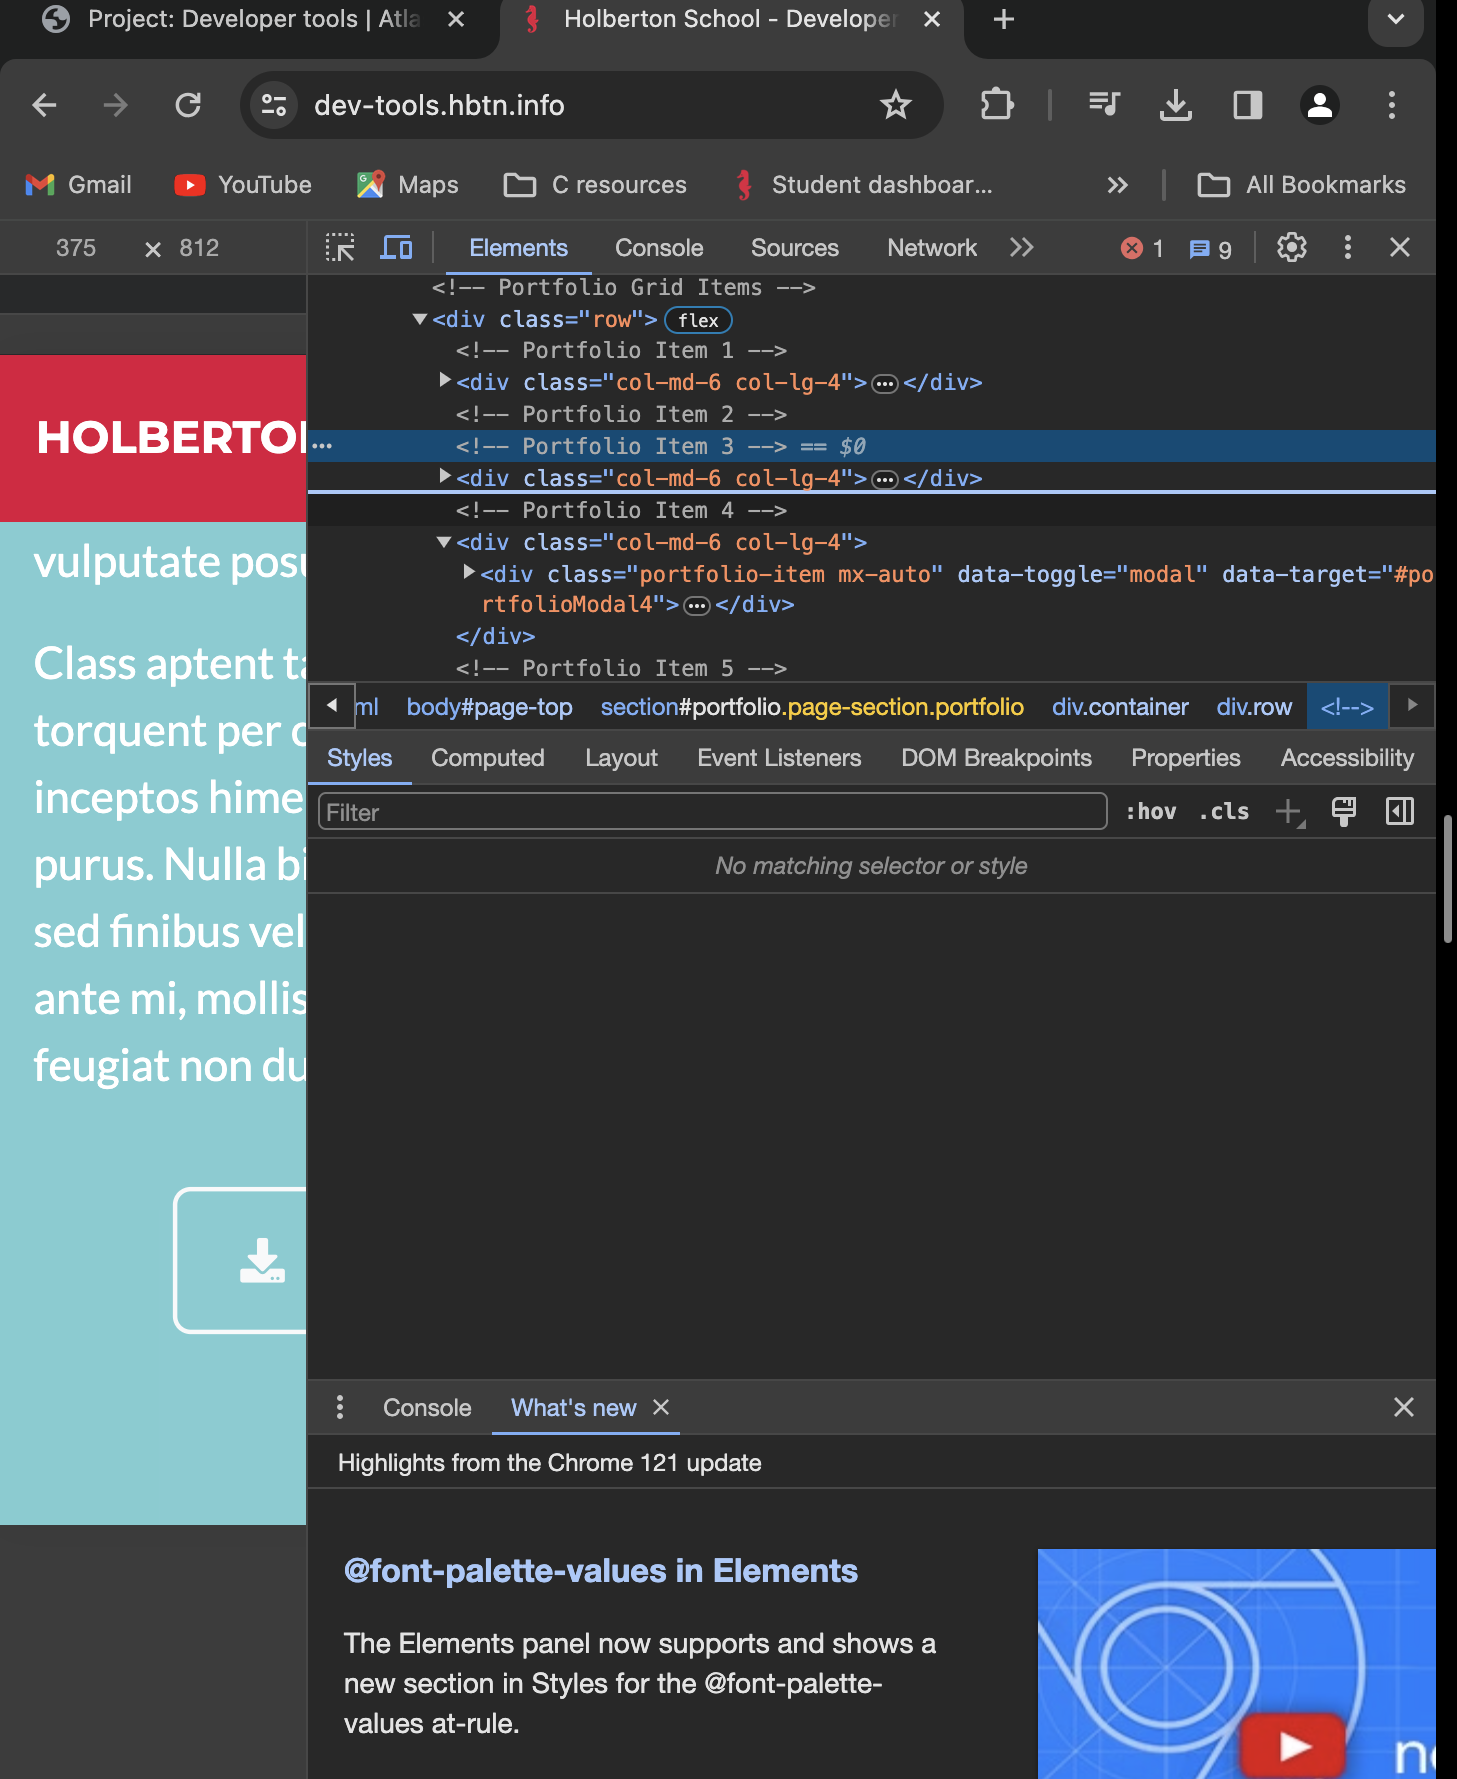 Project: Developer tools | Atla
Holberton School - Developer
dev-tools.hbtn.info
Gmail
YouTube
Maps
C resources
Student dashboar...
All Bookmarks
375 × 812
Elements
Console
Sources
Network
1
9
<!-- Portfolio Grid Items -->
<div class="row"> flex
<!-- Portfolio Item 1 -->
<div class="col-md-6 col-lg-4"> ••• </div>
<!-- Portfolio Item 2 -->
••• <!-- Portfolio Item 3 --> == $0
<div class="col-md-6 col-lg-4"> ••• </div>
<!-- Portfolio Item 4 -->
<div class="col-md-6 col-lg-4">
<div class="portfolio-item mx-auto" data-toggle="modal" data-target="#po
rtfolioModal4"> ••• </div>
</div>
<!-- Portfolio Item 5 -->
ml body#page-top section#portfolio.page-section.portfolio div.container div.row <!-->
Styles Computed Layout Event Listeners DOM Breakpoints Properties Accessibility
Filter
:hov .cls
No matching selector or style
HOLBERTO
vulputate posu
Class aptent ta
torquent per c
inceptos hime
purus. Nulla bi
sed finibus vel
ante mi, mollis
feugiat non du
Console
What's new
Highlights from the Chrome 121 update
@font-palette-values in Elements
The Elements panel now supports and shows a
new section in Styles for the @font-palette-
values at-rule.